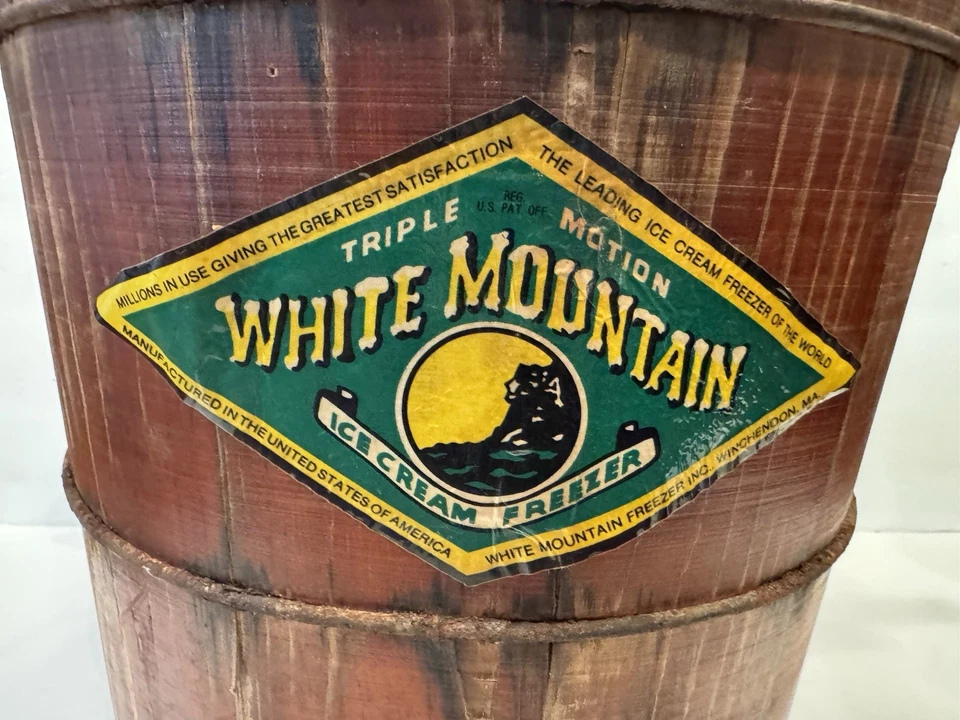 MILLIONS IN USE GIVING THE GREATEST SATISFACTION
THE LEADING ICE CREAM FREEZER OF THE WORLD
TRIPLE
REG.
U.S. PAT OFF.
MOTION
WHITE MOUNTAIN
ICE CREAM FREEZER
MANUFACTURED IN THE UNITED STATES OF AMERICA
WHITE MOUNTAIN FREEZER INC., WINCHENDON, MA.